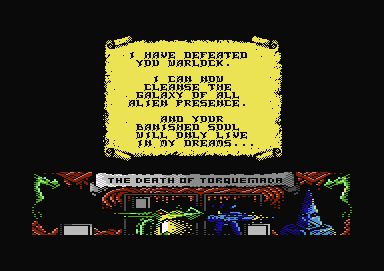 I HAVE DEFEATED
YOU WARLOCK.
I CAN NOW
CLEANSE THE
GALAXY OF ALL
ALIEN PRESENCE.
AND YOUR
BANISHED SOUL
WILL ONLY LIVE
IN MY DREAMS...
THE DEATH OF TORQUEMADA